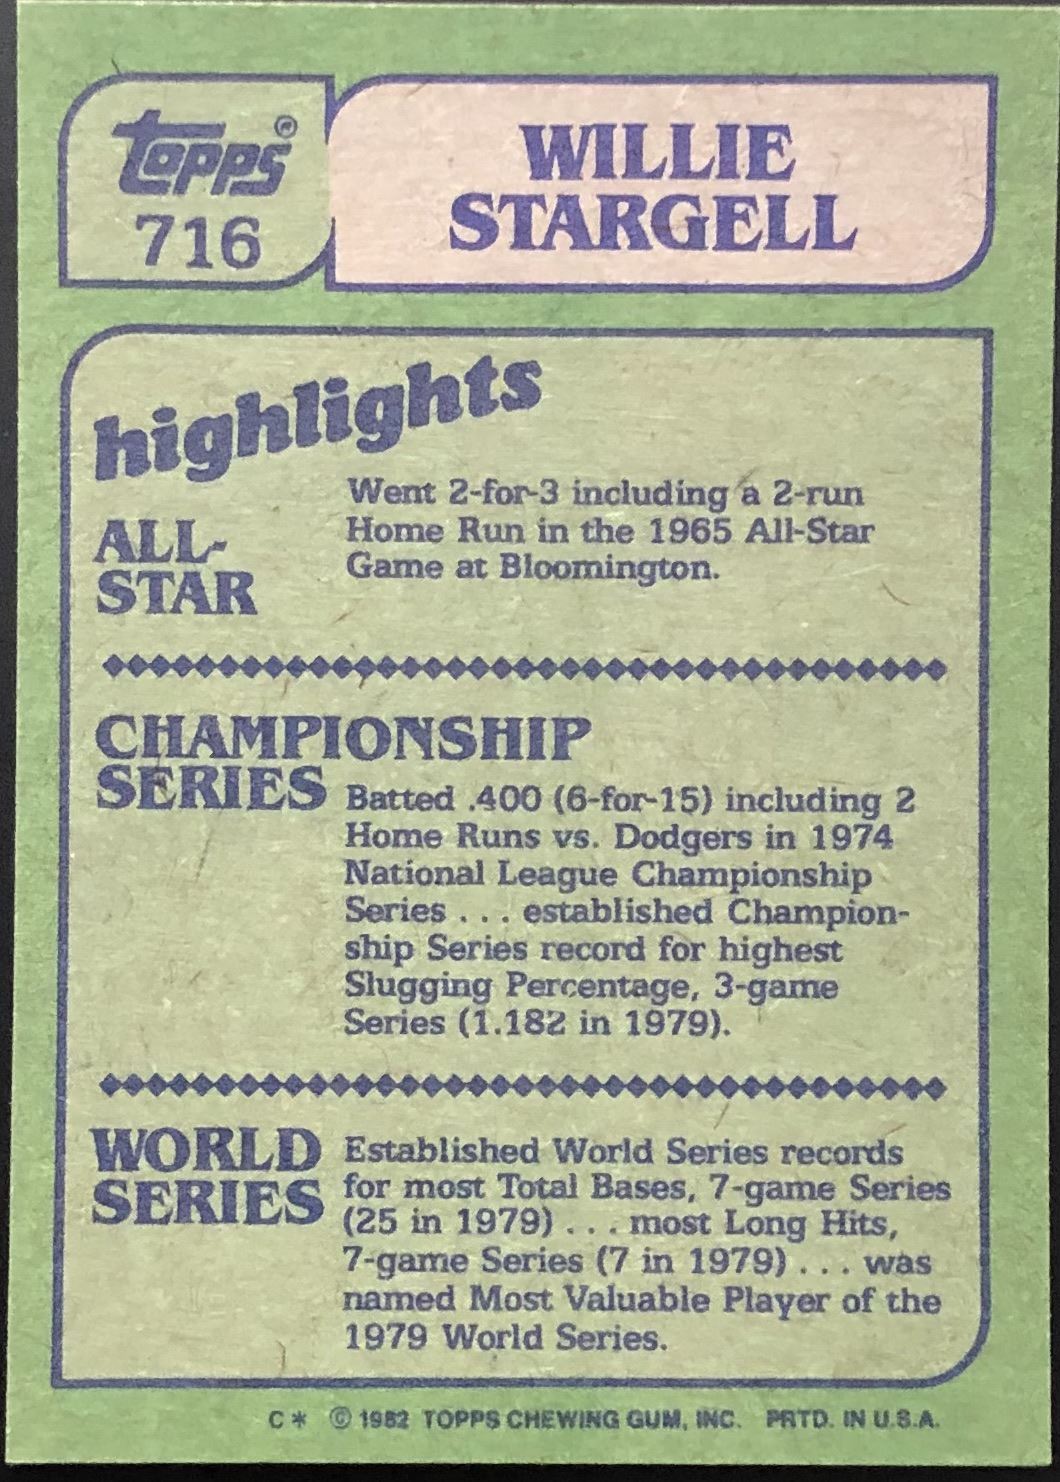 topps®
716
WILLIE
STARGELL
highlights
ALL-
STAR
Went 2-for-3 including a 2-run
Home Run in the 1965 All-Star
Game at Bloomington.
CHAMPIONSHIP
SERIES
Batted .400 (6-for-15) including 2
Home Runs vs. Dodgers in 1974
National League Championship
Series . . . established Champion-
ship Series record for highest
Slugging Percentage, 3-game
Series (1.182 in 1979).
WORLD
SERIES
Established World Series records
for most Total Bases, 7-game Series
(25 in 1979) . . . most Long Hits,
7-game Series (7 in 1979) . . . was
named Most Valuable Player of the
1979 World Series.
C* © 1982 TOPPS CHEWING GUM, INC. PRTD. IN U.S.A.